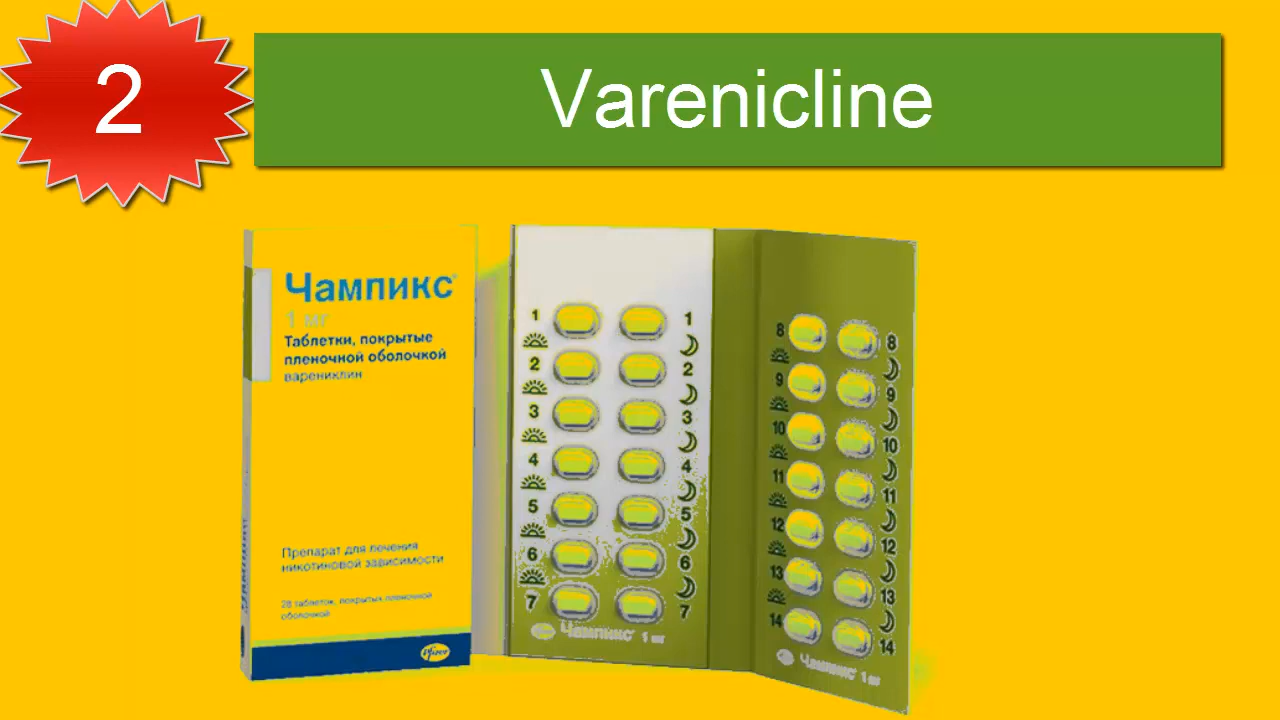 2
Varenicline
Чампикс®
1 мг
Таблетки, покрытые
пленочной оболочкой
варениклин
Препарат для лечения
никотиновой зависимости
28 таблеток, покрытых пленочной
оболочкой
Pfizer
1 1
2 2
3 3
4 4
5 5
6 6
7 7
Чампикс 1 мг
8 8
9 9
10 10
11 11
12 12
13 13
14 14
Чампикс 1 мг